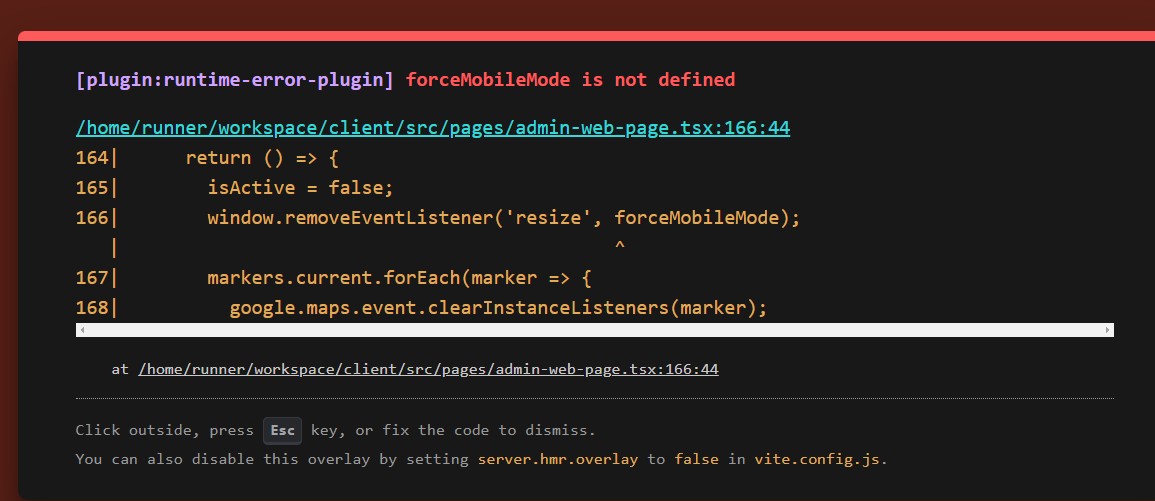 [plugin:runtime-error-plugin] forceMobileMode is not defined
/home/runner/workspace/client/src/pages/admin-web-page.tsx:166:44
164|      return () => {
165|        isActive = false;
166|        window.removeEventListener('resize', forceMobileMode);
   |                                             ^
167|        markers.current.forEach(marker => {
168|          google.maps.event.clearInstanceListeners(marker);
at /home/runner/workspace/client/src/pages/admin-web-page.tsx:166:44
Click outside, press Esc key, or fix the code to dismiss.
You can also disable this overlay by setting server.hmr.overlay to false in vite.config.js.